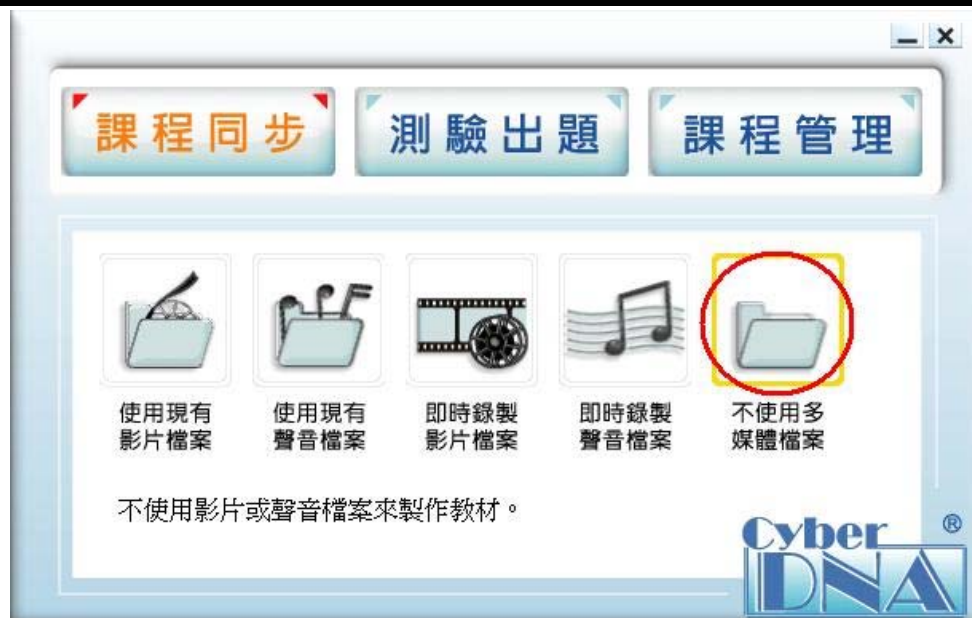 課程同步 測驗出題 課程管理
使用現有 使用現有 即時錄製 即時錄製 不使用多
影片檔案 聲音檔案 影片檔案 聲音檔案 媒體檔案
不使用影片或聲音檔案來製作教材。
Cyber ®
DNA